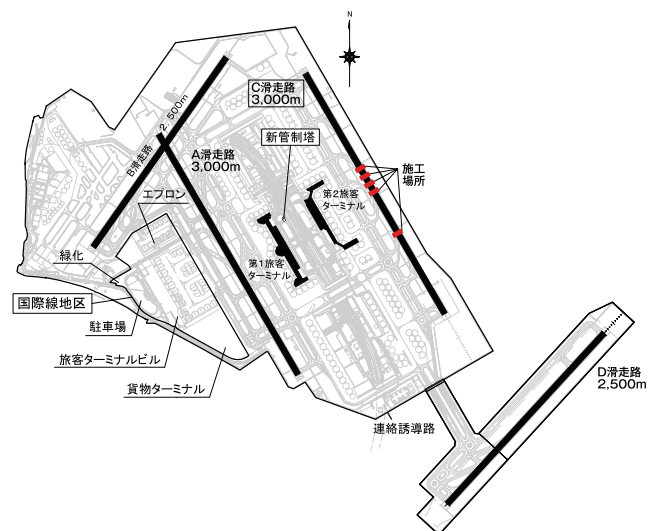 N
C滑走路
3,000m
B滑走路 2,500m
新管制塔
A滑走路
3,000m
施工
場所
エプロン
第2旅客
ターミナル
緑化
第1旅客
ターミナル
国際線地区
駐車場
旅客ターミナルビル
貨物ターミナル
D滑走路
2,500m
連絡誘導路